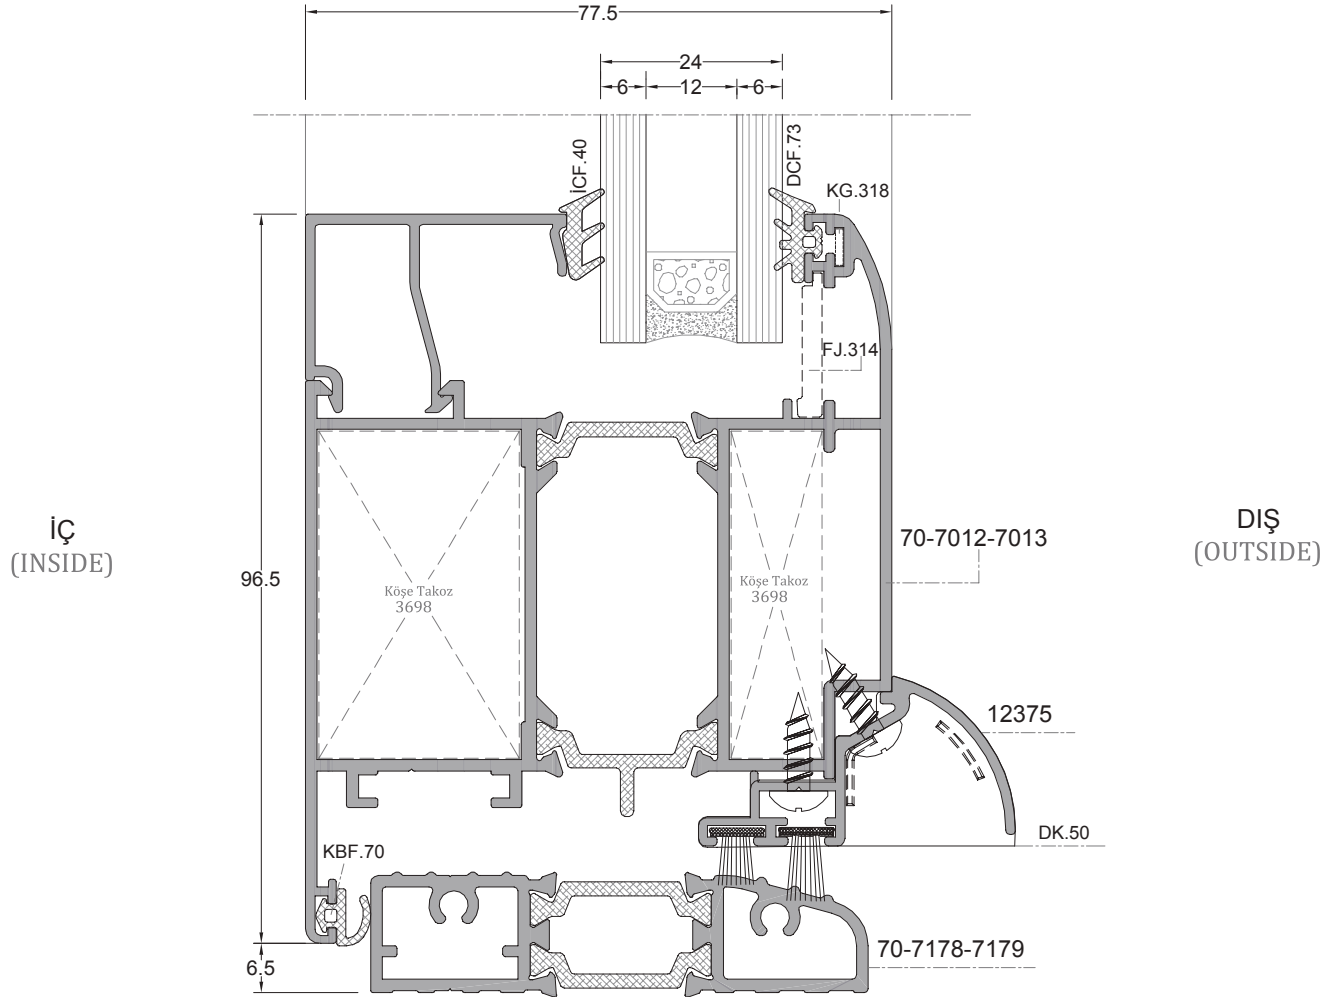 77.5
24
6 12 6
İCF.40
DCF.73
KG.318
FJ.314
İÇ
(INSIDE)
DIŞ
(OUTSIDE)
70-7012-7013
96.5
Köşe Takoz
3698
Köşe Takoz
3698
12375
DK.50
KBF.70
70-7178-7179
6.5